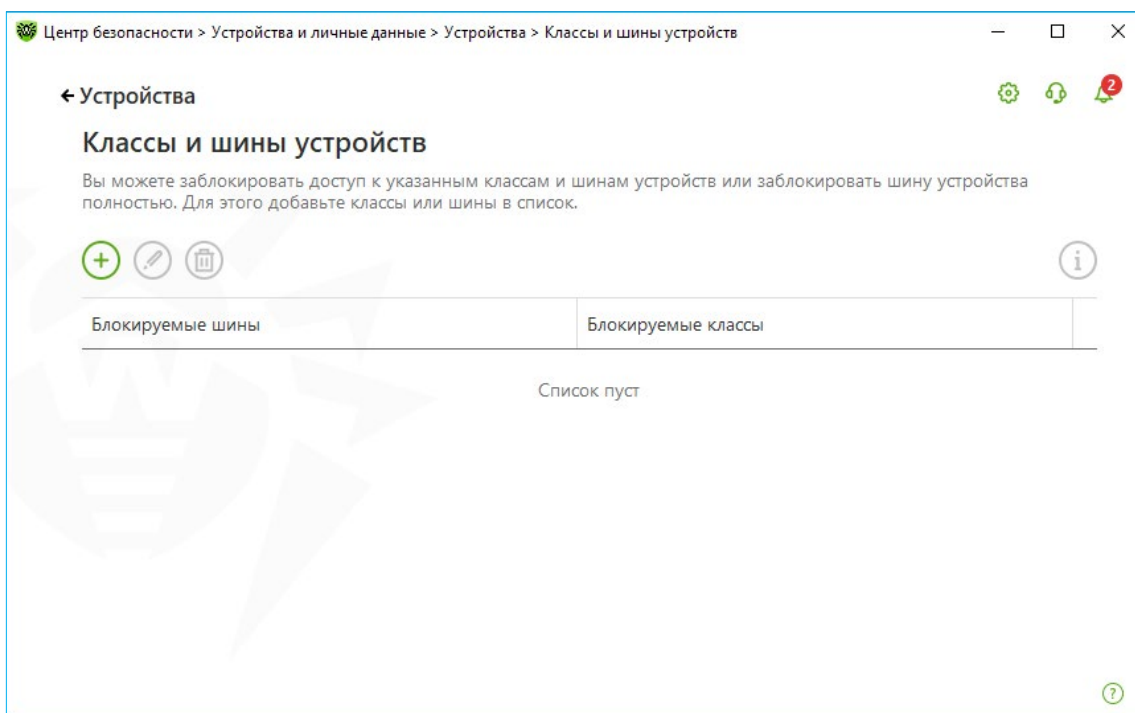 Центр безопасности > Устройства и личные данные > Устройства > Классы и шины устройств
Устройства
2
Классы и шины устройств
Вы можете заблокировать доступ к указанным классам и шинам устройств или заблокировать шину устройства
полностью. Для этого добавьте классы или шины в список.
Блокируемые шины
Блокируемые классы
Список пуст